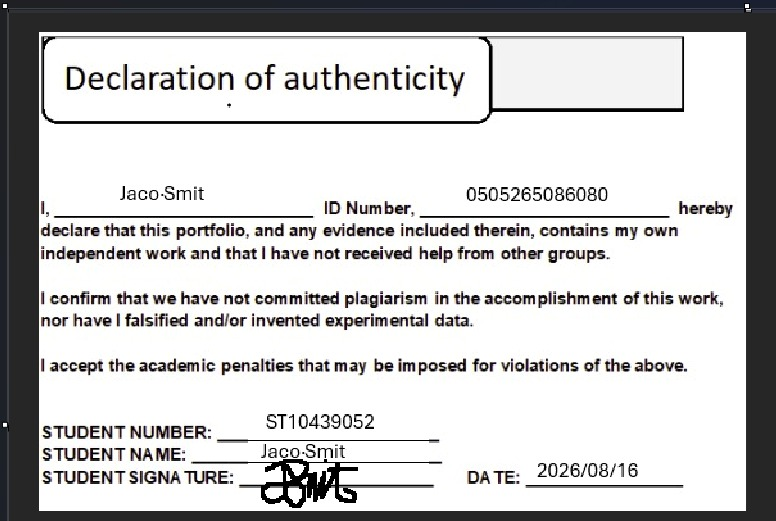 Declaration of authenticity
I, Jaco·Smit ID Number, 0505265086080 hereby
declare that this portfolio, and any evidence included therein, contains my own
independent work and that I have not received help from other groups.
I confirm that we have not committed plagiarism in the accomplishment of this work,
nor have I falsified and/or invented experimental data.
I accept the academic penalties that may be imposed for violations of the above.
STUDENT NUMBER: ST10439052
STUDENT NAME: Jaco·Smit
STUDENT SIGNATURE: DATE: 2026/08/16